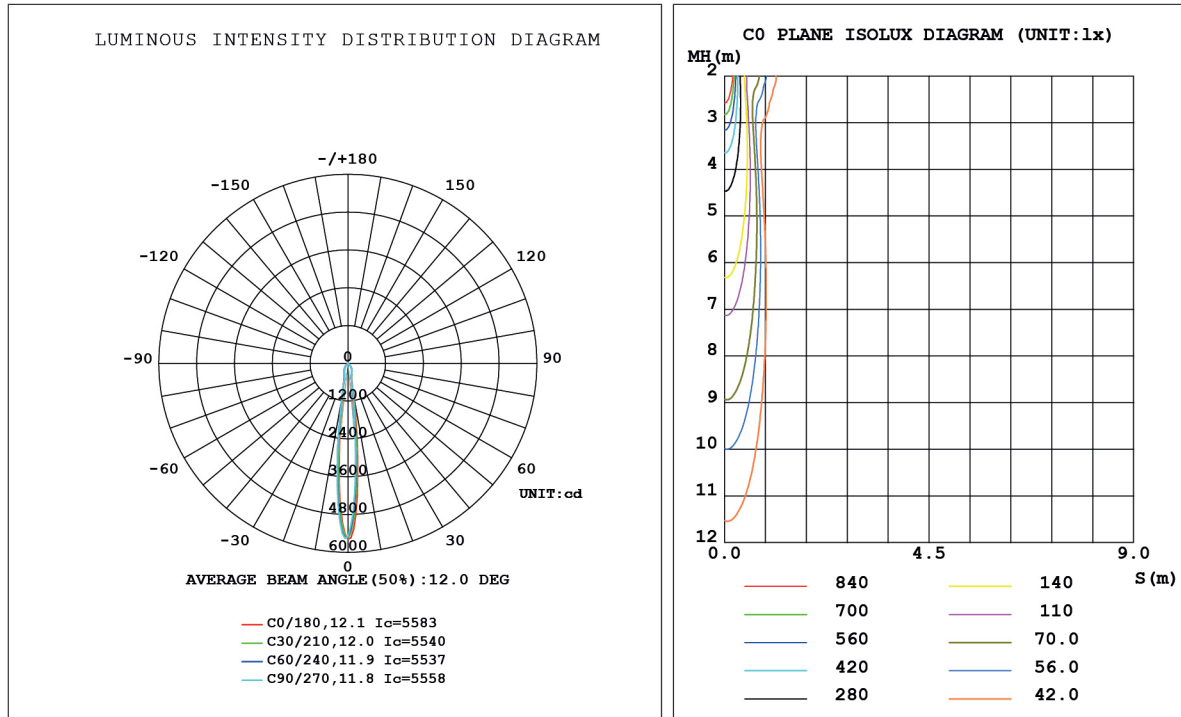 LUMINOUS INTENSITY DISTRIBUTION DIAGRAM
-/+180
-150 150
-120 120
-90 90
-60 60
-30 30
0
0
1200
2400
3600
4800
6000
UNIT:cd
AVERAGE BEAM ANGLE(50%):12.0 DEG
C0/180,12.1 Ic=5583
C30/210,12.0 Ic=5540
C60/240,11.9 Ic=5537
C90/270,11.8 Ic=5558
C0 PLANE ISOLUX DIAGRAM (UNIT:lx)
MH(m)
2
3
4
5
6
7
8
9
10
11
12
0.0 4.5 9.0
S(m)
840 140
700 110
560 70.0
420 56.0
280 42.0